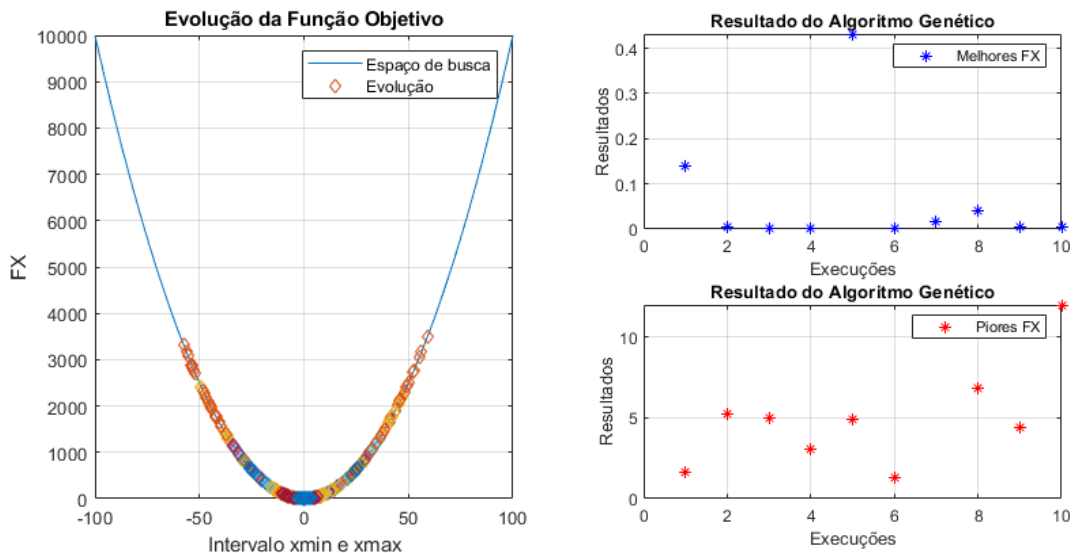 Evolução da Função Objetivo
10000
9000
8000
7000
6000
5000
4000
3000
2000
1000
0
FX
Espaço de busca
Evolução
-100 -50 0 50 100
Intervalo xmin e xmax
Resultado do Algoritmo Genético
0.4
0.3
0.2
0.1
0
Resultados
Melhores FX
0 2 4 6 8 10
Execuções
Resultado do Algoritmo Genético
10
5
0
Resultados
Piores FX
0 2 4 6 8 10
Execuções